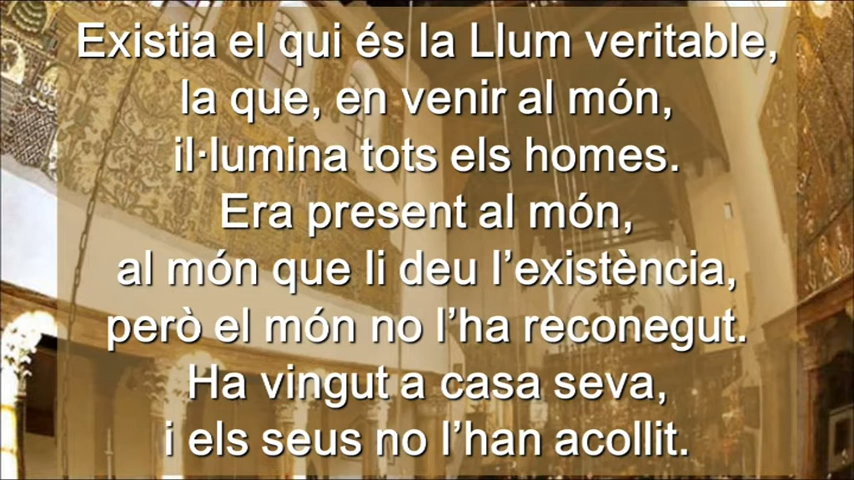 Existia el qui és la Llum veritable,
la que, en venir al món,
il·lumina tots els homes.
Era present al món,
al món que li deu l’existència,
però el món no l’ha reconegut.
Ha vingut a casa seva,
i els seus no l’han acollit.